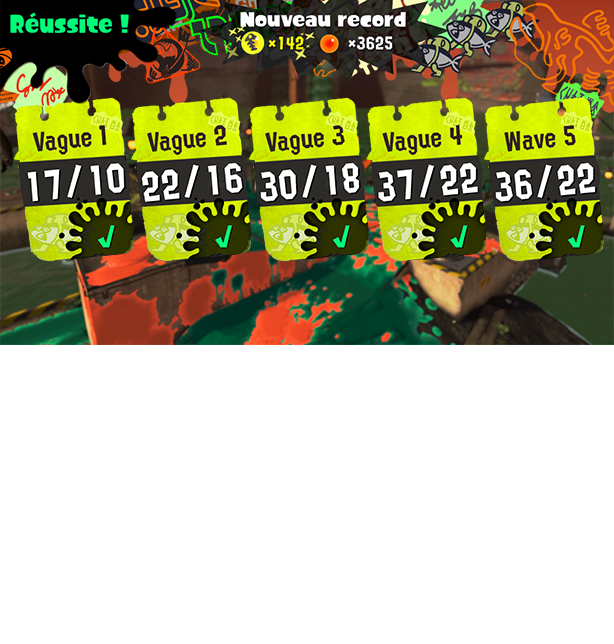 Réussite !
Nouveau record
×142 ×3625
Vague 1
17/10
Vague 2
22/16
Vague 3
30/18
Vague 4
37/22
Wave 5
36/22